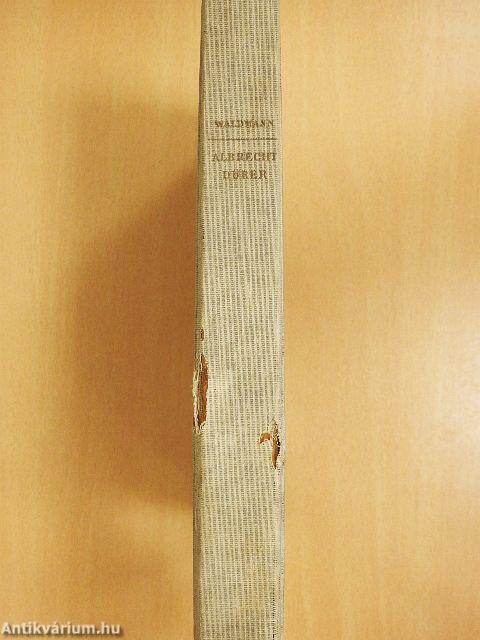 WALDMANN
ALBRECHT
DÜRER
Antikvárium.hu